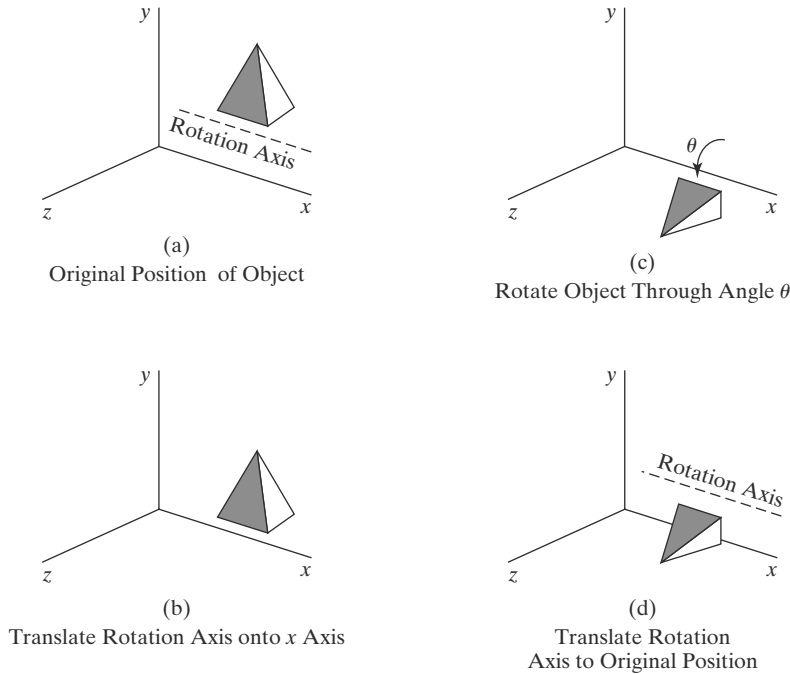 y
Rotation Axis
z
x
(a)
Original Position of Object
y
θ
z
x
(c)
Rotate Object Through Angle θ
y
z
x
(b)
Translate Rotation Axis onto x Axis
y
Rotation Axis
z
x
(d)
Translate Rotation
Axis to Original Position